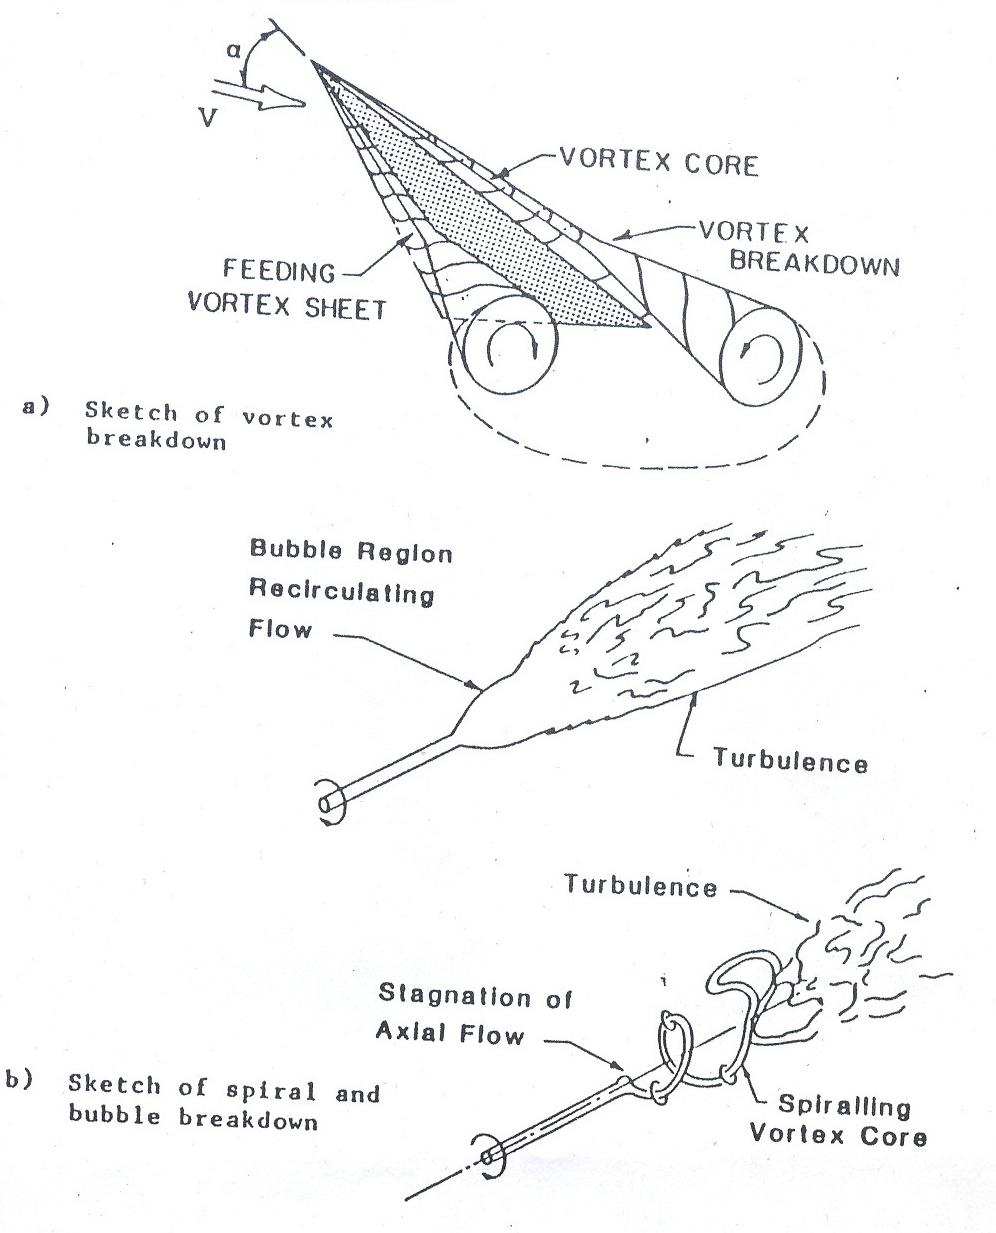 α
V
VORTEX CORE
VORTEX
BREAKDOWN
FEEDING
VORTEX SHEET
a) Sketch of vortex
breakdown
Bubble Region
Recirculating
Flow
Turbulence
Turbulence
Stagnation of
Axial Flow
b) Sketch of spiral and
bubble breakdown
Spiralling
Vortex Core